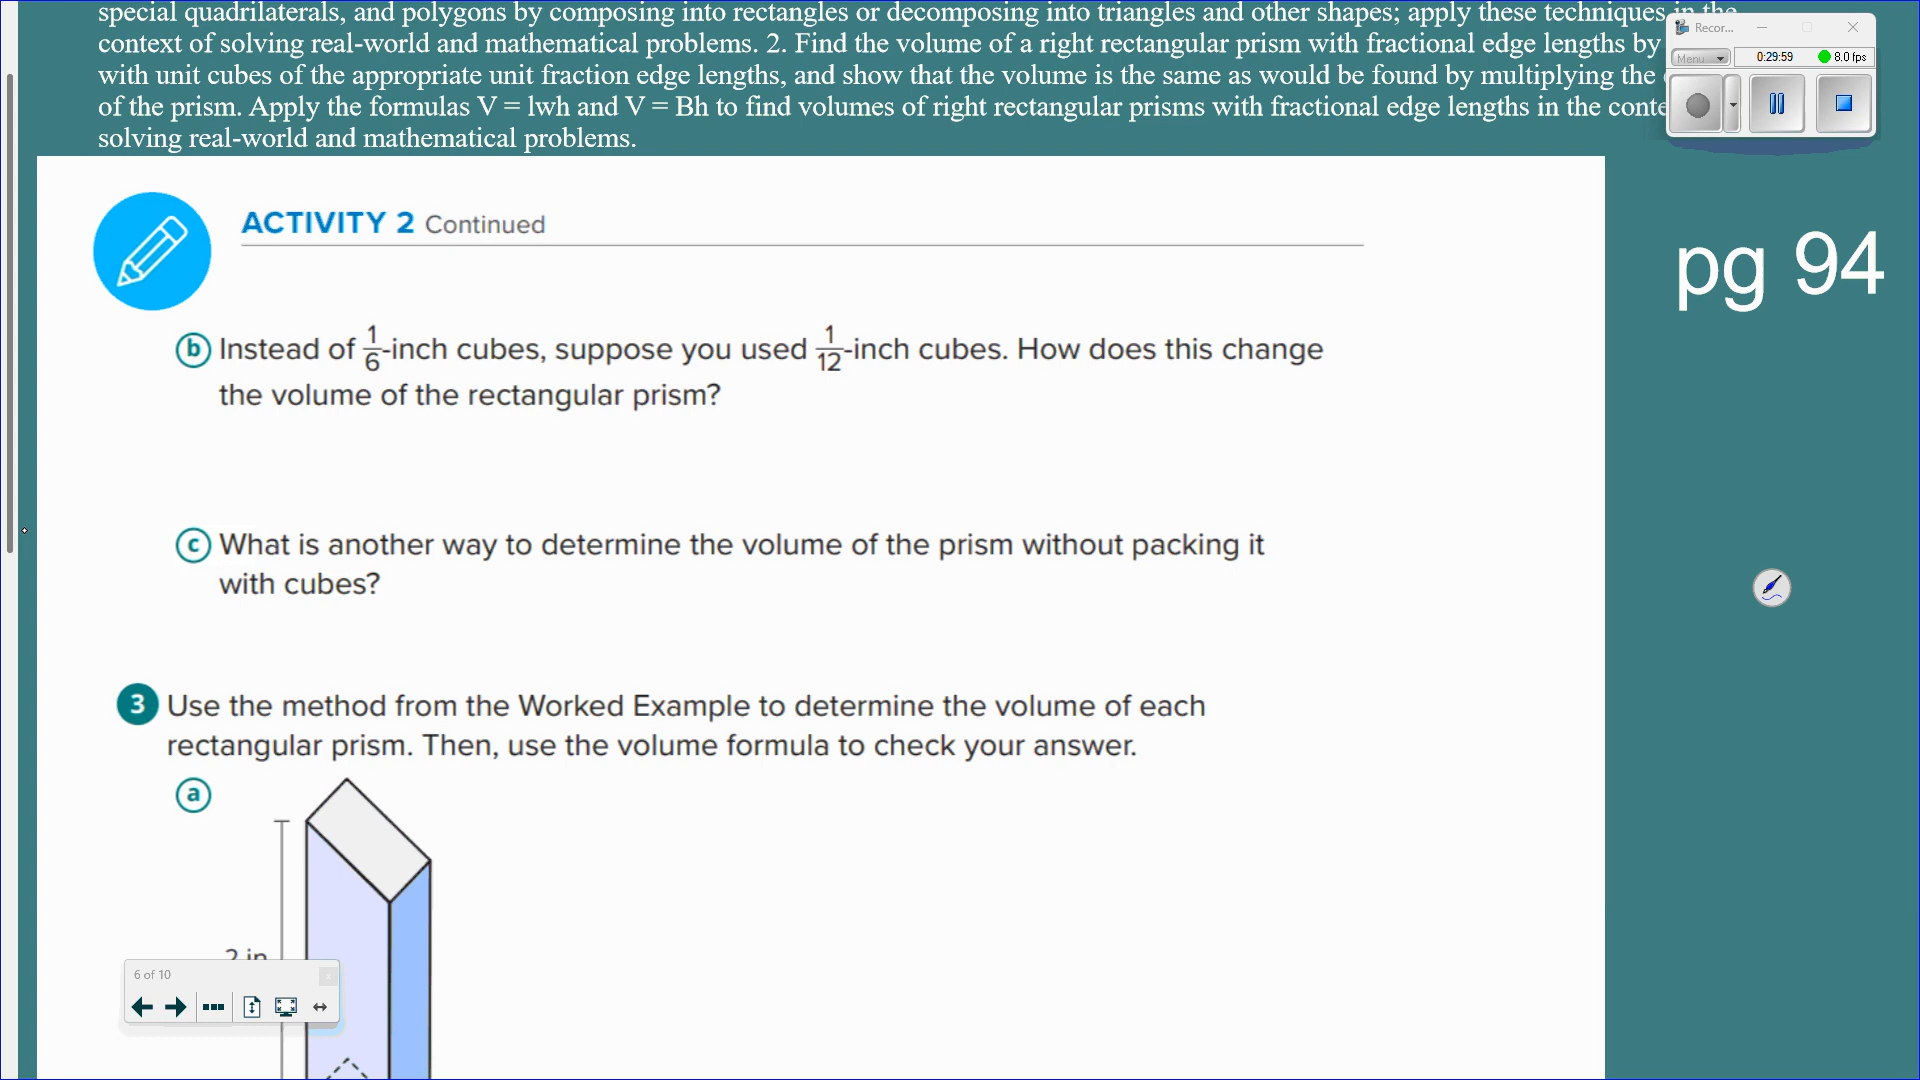 special quadrilaterals, and polygons by composing into rectangles or decomposing into triangles and other shapes; apply these techniques in the
context of solving real-world and mathematical problems. 2. Find the volume of a right rectangular prism with fractional edge lengths by
with unit cubes of the appropriate unit fraction edge lengths, and show that the volume is the same as would be found by multiplying the
of the prism. Apply the formulas V = lwh and V = Bh to find volumes of right rectangular prisms with fractional edge lengths in the conte
solving real-world and mathematical problems.
Recor...
Menu
0:29:59
8.0 fps
pg 94
ACTIVITY 2 Continued
b Instead of 1/6-inch cubes, suppose you used 1/12-inch cubes. How does this change
the volume of the rectangular prism?
c What is another way to determine the volume of the prism without packing it
with cubes?
3 Use the method from the Worked Example to determine the volume of each
rectangular prism. Then, use the volume formula to check your answer.
a
2 in
6 of 10